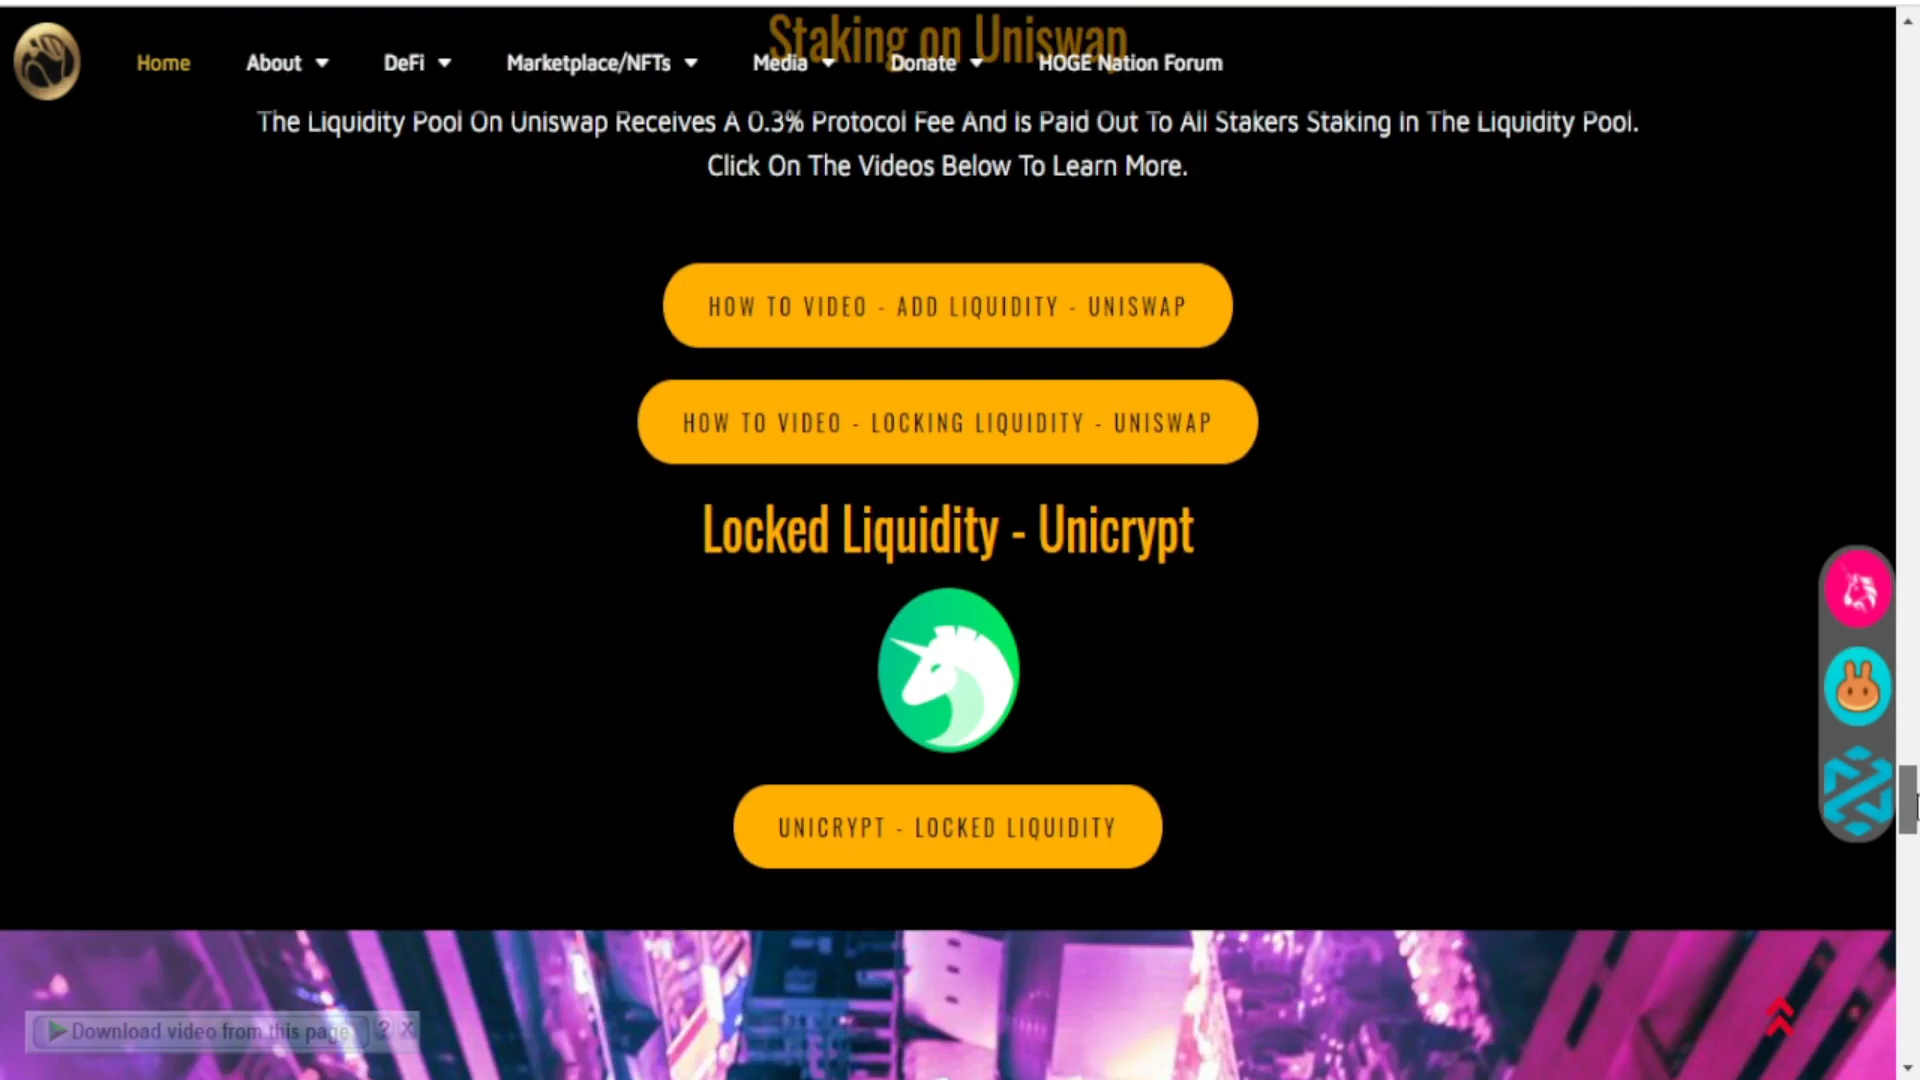 Staking on Uniswap
Home About DeFi Marketplace/NFTs Media Donate HOGE Nation Forum
The Liquidity Pool On Uniswap Receives A 0.3% Protocol Fee And Is Paid Out To All Stakers Staking In The Liquidity Pool.
Click On The Videos Below To Learn More.
HOW TO VIDEO - ADD LIQUIDITY - UNISWAP
HOW TO VIDEO - LOCKING LIQUIDITY - UNISWAP
Locked Liquidity - Unicrypt
UNICRYPT - LOCKED LIQUIDITY
Download video from this page ? X